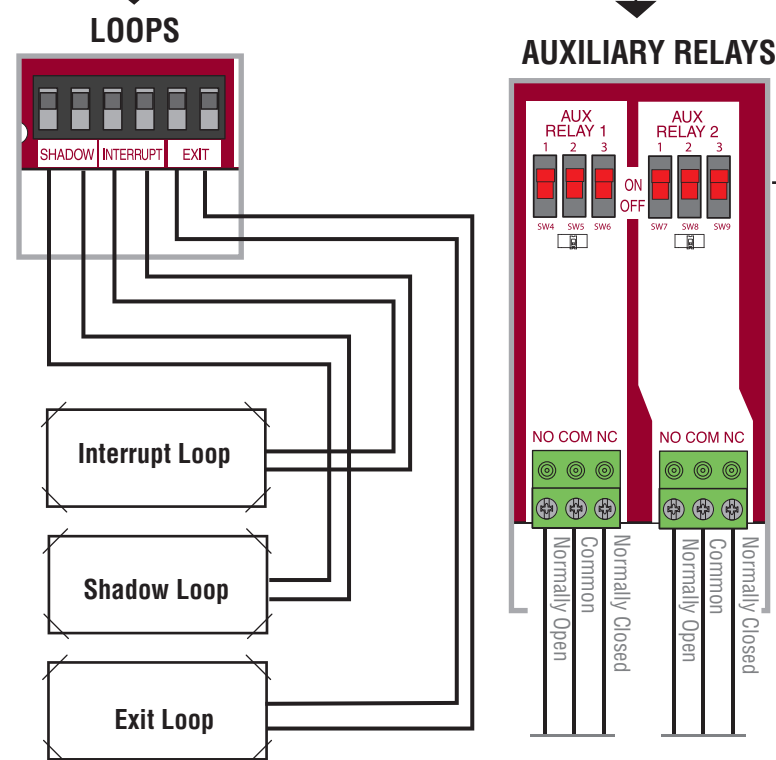 LOOPS
SHADOW INTERRUPT EXIT
Interrupt Loop
Shadow Loop
Exit Loop
AUXILIARY RELAYS
AUX
RELAY 1
1 2 3
SW4 SW5 SW6
ON
OFF
AUX
RELAY 2
1 2 3
SW7 SW8 SW9
NO COM NC
NO COM NC
Normally Open
Common
Normally Closed
Normally Open
Common
Normally Closed